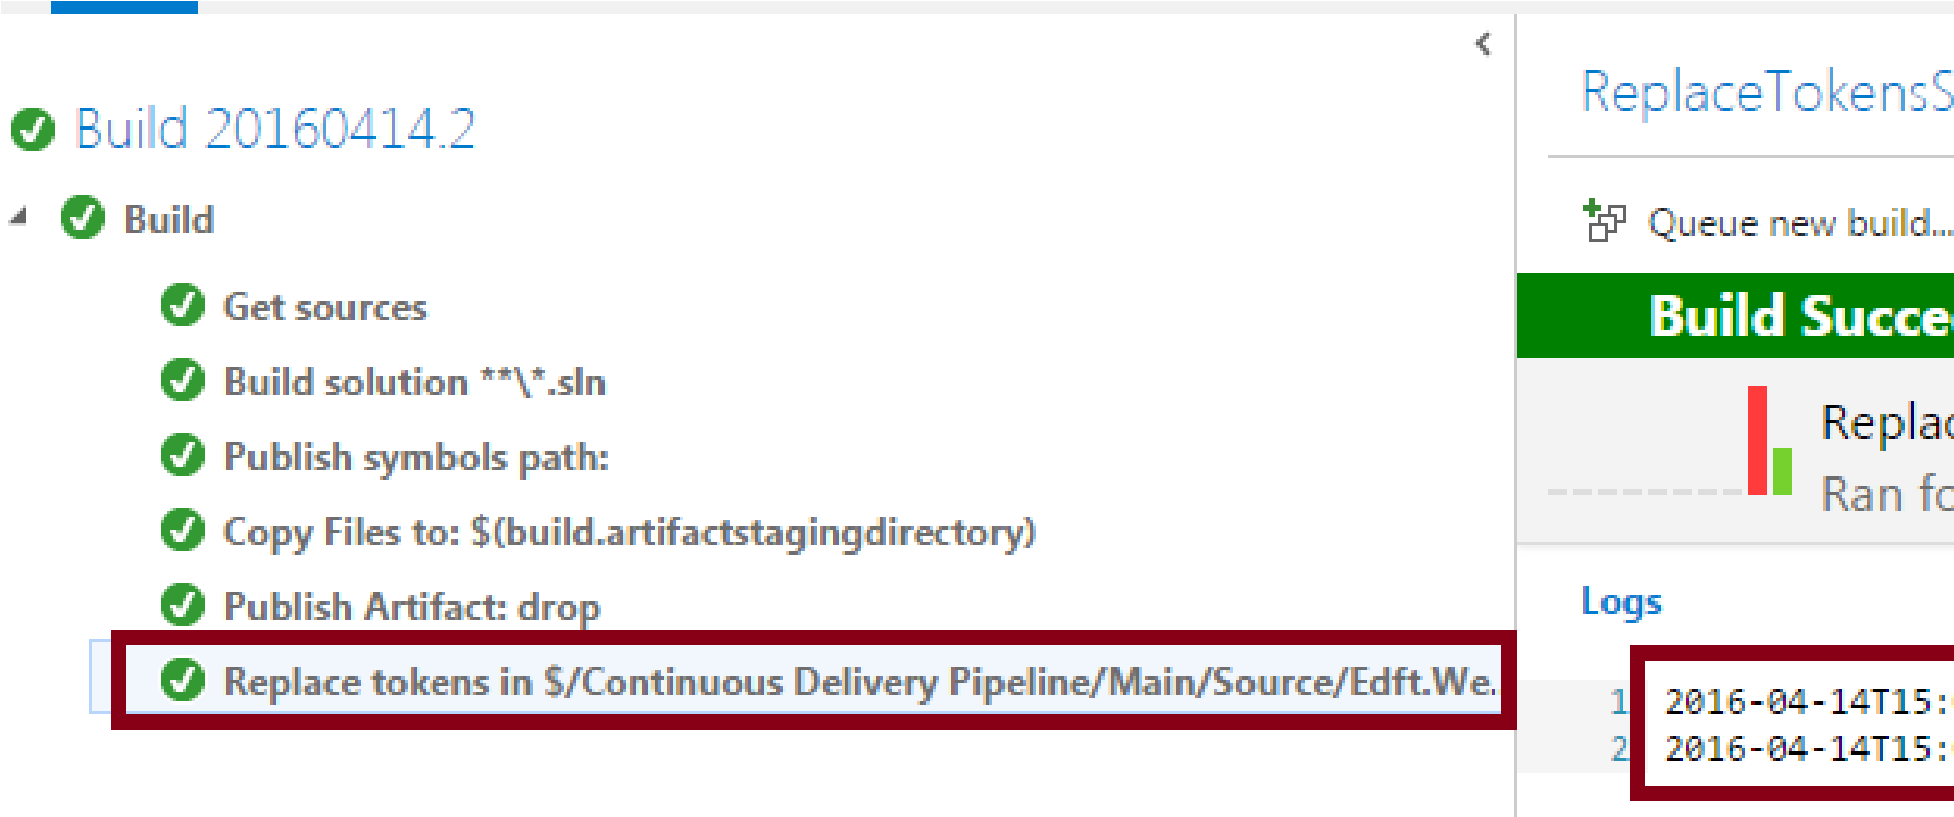 Build 20160414.2
Build
Get sources
Build solution **\*.sln
Publish symbols path:
Copy Files to: $(build.artifactstagingdirectory)
Publish Artifact: drop
Replace tokens in $/Continuous Delivery Pipeline/Main/Source/Edft.We...
ReplaceTokensS
Queue new build...
Build Succe
Replac
Ran fo
Logs
1 2016-04-14T15:
2 2016-04-14T15: